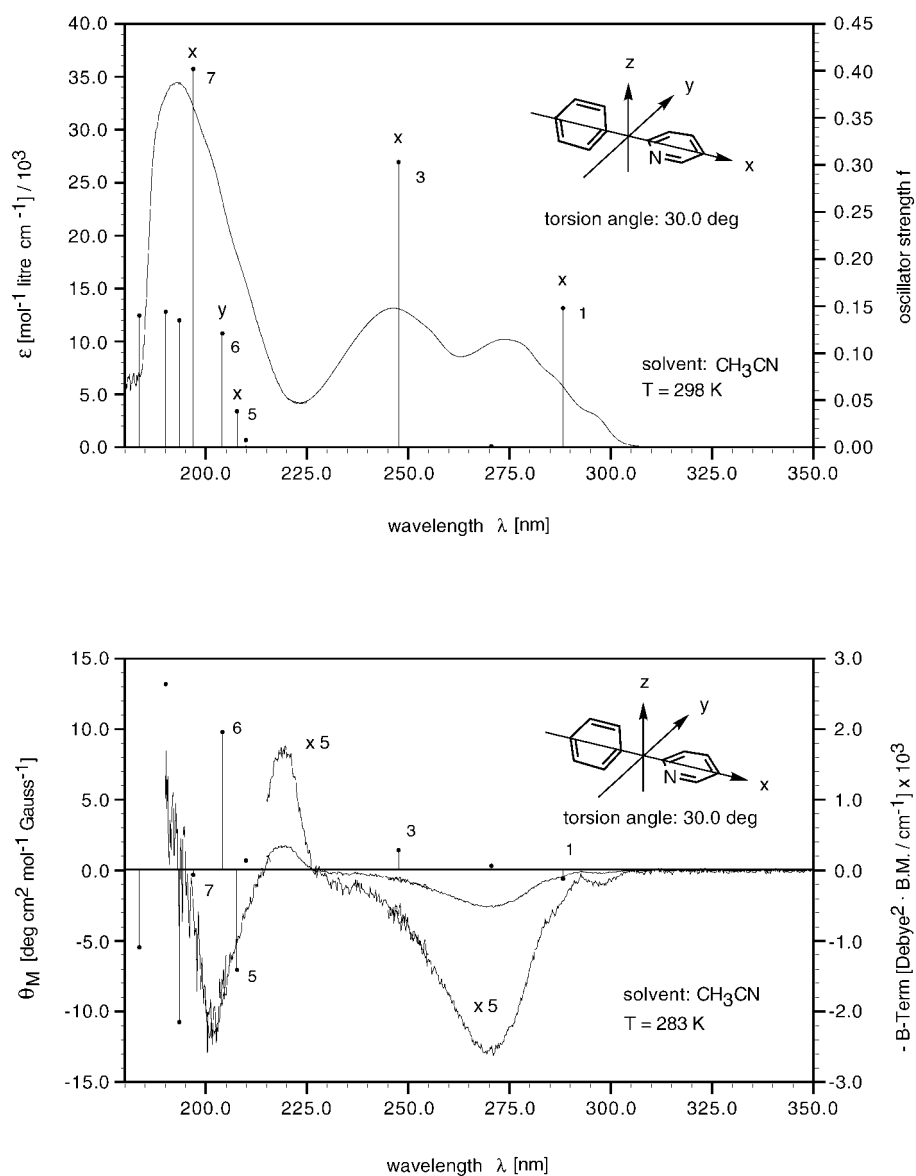 40.0
35.0
30.0
25.0
20.0
15.0
10.0
5.0
0.0
ε [mol⁻¹ litre cm ⁻¹] / 10³
0.45
0.40
0.35
0.30
0.25
0.20
0.15
0.10
0.05
0.00
oscillator strength f
x
7
x
3
x
1
y
6
x
5
z
y
N
x
torsion angle: 30.0 deg
solvent: CH₃CN
T = 298 K
200.0 225.0 250.0 275.0 300.0 325.0 350.0
wavelength λ [nm]
15.0
10.0
5.0
0.0
-5.0
-10.0
-15.0
θM [deg cm² mol⁻¹ Gauss⁻¹]
3.0
2.0
1.0
0.0
-1.0
-2.0
-3.0
- B-Term [Debye² · B.M. / cm⁻¹] x 10³
6
x 5
3
1
7
5
x 5
z
y
N
x
torsion angle: 30.0 deg
solvent: CH₃CN
T = 283 K
200.0 225.0 250.0 275.0 300.0 325.0 350.0
wavelength λ [nm]